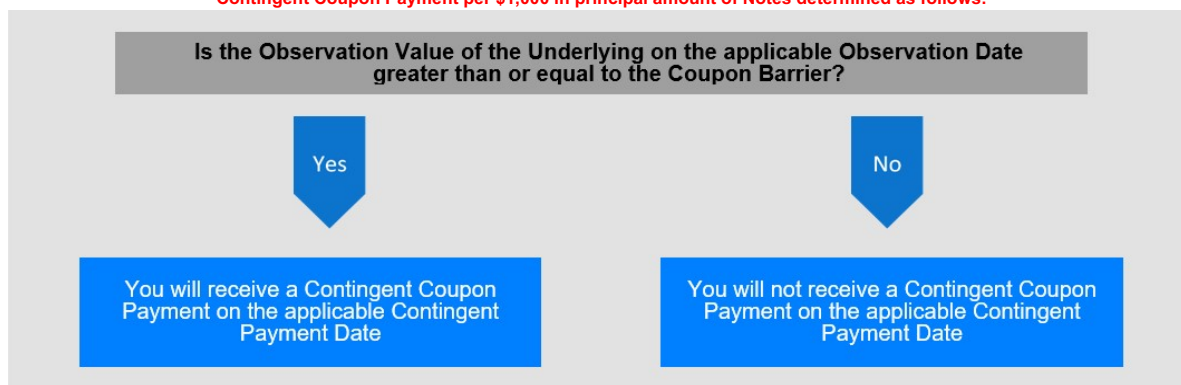 Contingent Coupon Payment per $1,000 in principal amount of Notes determined as follows:
Is the Observation Value of the Underlying on the applicable Observation Date
greater than or equal to the Coupon Barrier?
Yes
No
You will receive a Contingent Coupon
Payment on the applicable Contingent
Payment Date
You will not receive a Contingent Coupon
Payment on the applicable Contingent
Payment Date